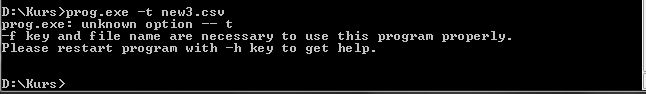 D:\Kurs>prog.exe -t new3.csv
prog.exe: unknown option -- t
-f key and file name are necessary to use this program properly.
Please restart program with -h key to get help.
D:\Kurs>